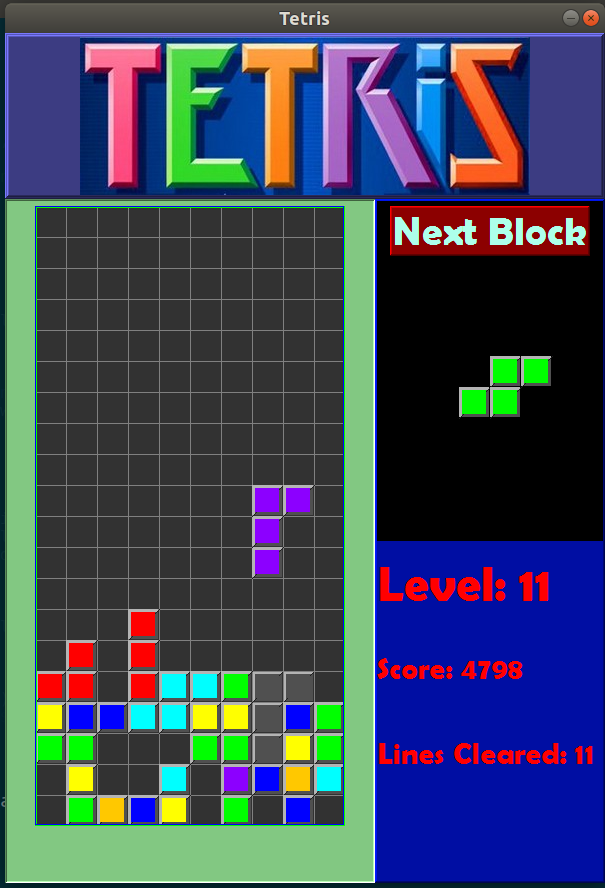 Tetris
TETRiS
Next Block
Level: 11
Score: 4798
Lines Cleared: 11
a